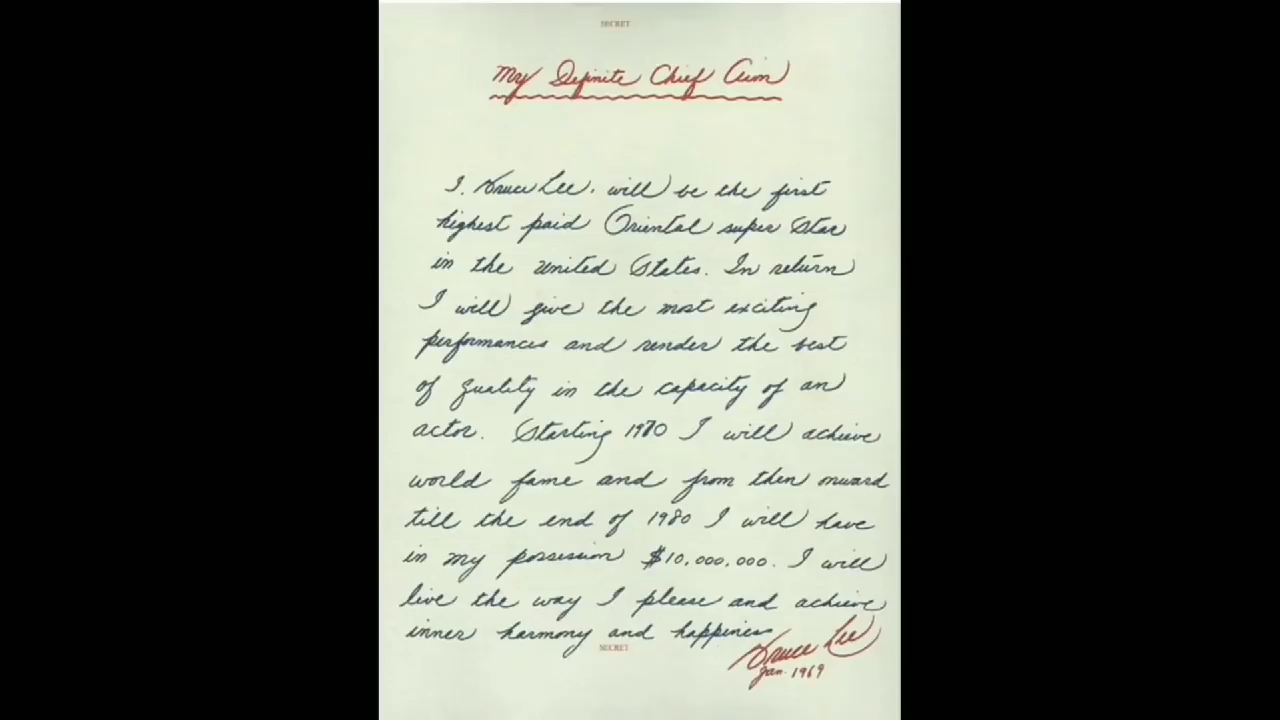 SECRET
My Definite Chief Aim
I, Bruce Lee, will be the first
highest paid Oriental super star
in the United States. In return
I will give the most exciting
performances and render the best
of quality in the capacity of an
actor. Starting 1970 I will achieve
world fame and from then onward
till the end of 1980 I will have
in my possession $10,000,000. I will
live the way I please and achieve
inner harmony and happiness
SECRET
Bruce Lee
Jan. 1969